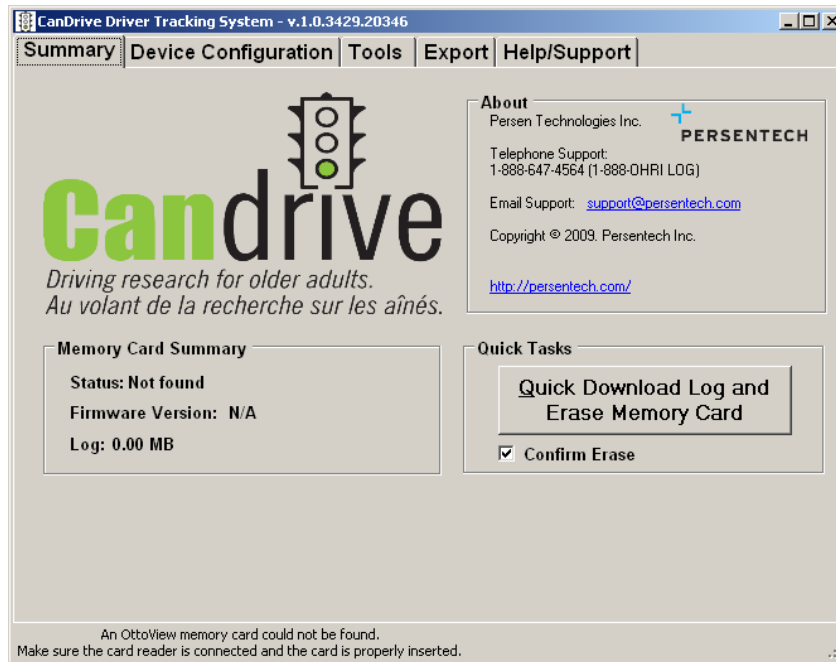 CanDrive Driver Tracking System - v.1.0.3429.20346
Summary Device Configuration Tools Export Help/Support
Candrive
Driving research for older adults.
Au volant de la recherche sur les aînés.
About
Persen Technologies Inc.
PERSENTECH
Telephone Support:
1-888-647-4564 (1-888-OHRI LOG)
Email Support: support@persentech.com
Copyright © 2009. Persentech Inc.
http://persentech.com/
Memory Card Summary
Status: Not found
Firmware Version: N/A
Log: 0.00 MB
Quick Tasks
Quick Download Log and
Erase Memory Card
Confirm Erase
An OttoView memory card could not be found.
Make sure the card reader is connected and the card is properly inserted.